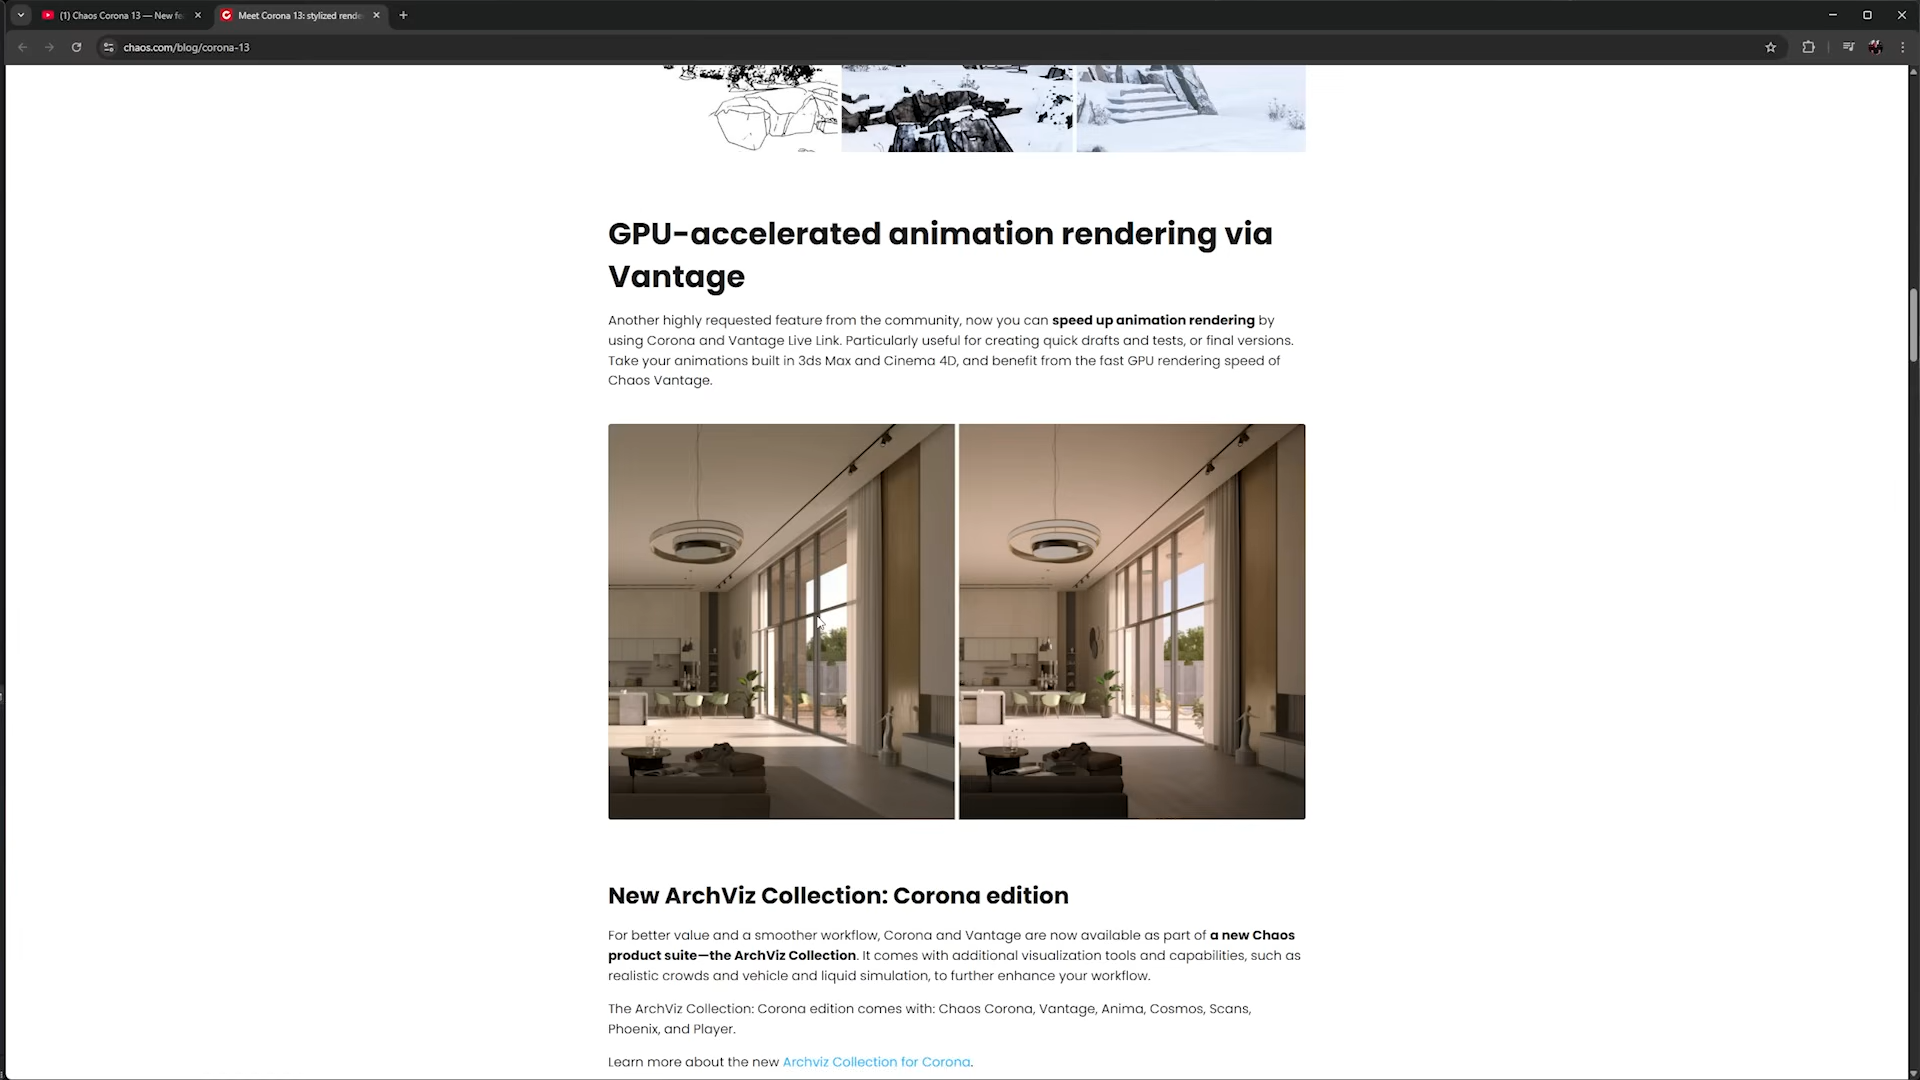 (1) Chaos Corona 13 — New fe
Meet Corona 13: stylized rende
chaos.com/blog/corona-13
GPU-accelerated animation rendering via
Vantage
Another highly requested feature from the community, now you can speed up animation rendering by
using Corona and Vantage Live Link. Particularly useful for creating quick drafts and tests, or final versions.
Take your animations built in 3ds Max and Cinema 4D, and benefit from the fast GPU rendering speed of
Chaos Vantage.
New ArchViz Collection: Corona edition
For better value and a smoother workflow, Corona and Vantage are now available as part of a new Chaos
product suite—the ArchViz Collection. It comes with additional visualization tools and capabilities, such as
realistic crowds and vehicle and liquid simulation, to further enhance your workflow.
The ArchViz Collection: Corona edition comes with: Chaos Corona, Vantage, Anima, Cosmos, Scans,
Phoenix, and Player.
Learn more about the new Archviz Collection for Corona.